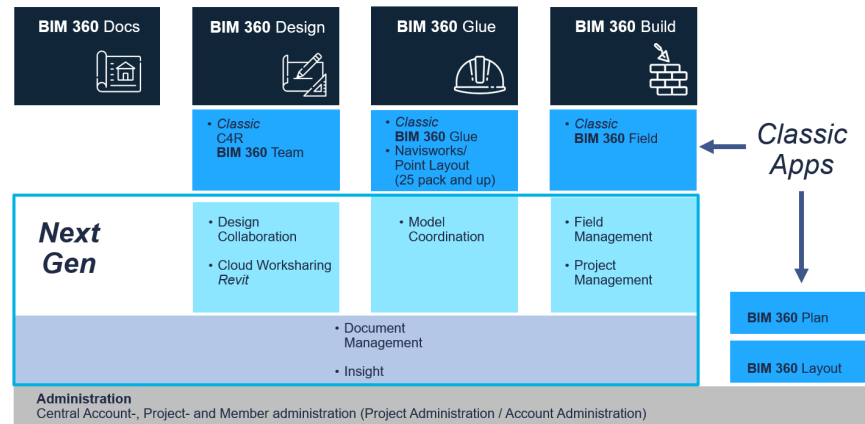 BIM 360 Docs
BIM 360 Design
BIM 360 Glue
BIM 360 Build
• Classic
C4R
BIM 360 Team
• Classic
BIM 360 Glue
• Navisworks/
Point Layout
(25 pack and up)
• Classic
BIM 360 Field
Classic
Apps
Next
Gen
• Design
Collaboration
• Cloud Worksharing
Revit
• Model
Coordination
• Field
Management
• Project
Management
BIM 360 Plan
BIM 360 Layout
• Document
Management
• Insight
Administration
Central Account-, Project- and Member administration (Project Administration / Account Administration)